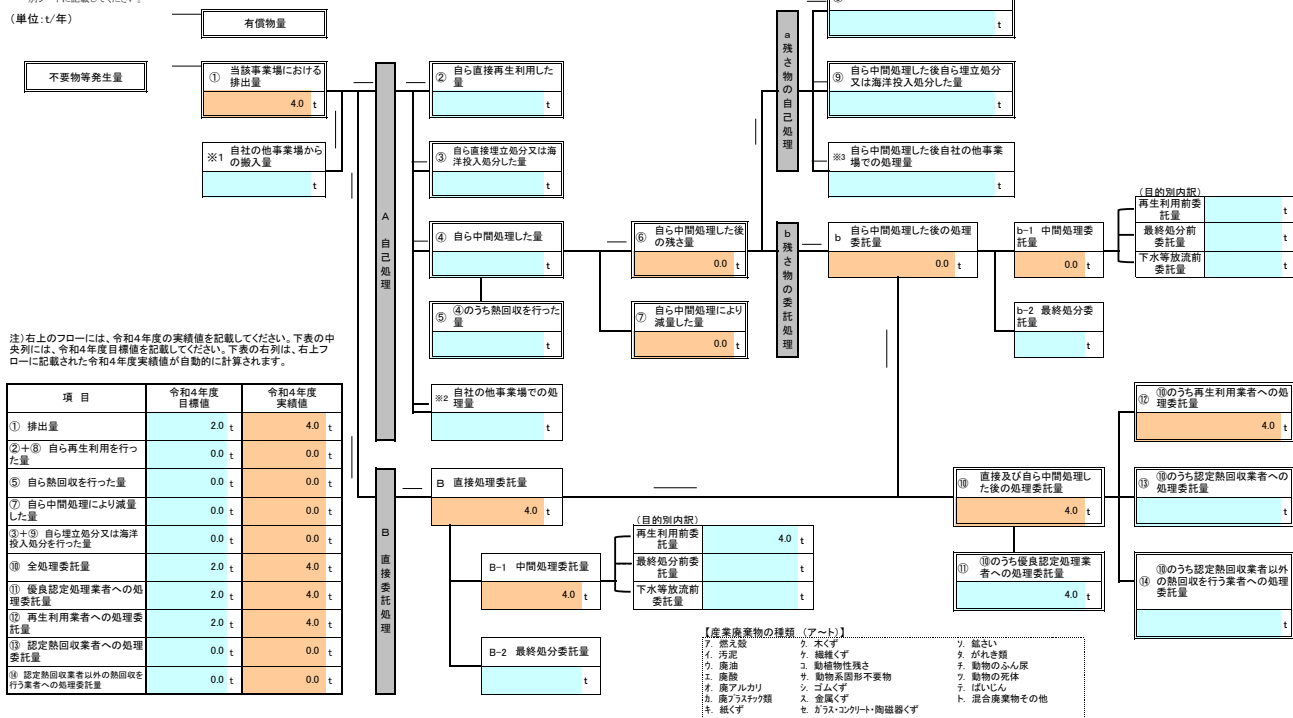 (単位:t/年)
有償物量
不要物等発生量
① 当該事業場における
排出量
4.0 t
※1 自社の他事業場から
の搬入量
t
A 自己処理
② 自ら直接再生利用した
量
t
③ 自ら直接埋立処分又は海
洋投入処分した量
t
④ 自ら中間処理した量
t
⑤ ④のうち熱回収を行った
量
t
※2 自社の他事業場での処
理量
t
⑥ 自ら中間処理した後
の残さ量
0.0 t
⑦ 自ら中間処理により
減量した量
0.0 t
a 残さ物の自己処理
t
⑨ 自ら中間処理した後自ら埋立処分
又は海洋投入処分した量
t
※3 自ら中間処理した後自社の他事業
場での処理量
t
b 残さ物の委託処理
b 自ら中間処理した後の処理
委託量
0.0 t
b-1 中間処理委
託量
0.0 t
(目的別内訳)
再生利用前委
託量 t
最終処分前
委託量 t
下水等放流前
委託量 t
b-2 最終処分委
託量
t
注)右上のフローには、令和4年度の実績値を記載してください。下表の中
央列には、令和4年度目標値を記載してください。下表の右列は、右上フ
ローに記載された令和4年度実績値が自動的に計算されます。
項 目 令和4年度
目標値 令和4年度
実績値
① 排出量 2.0 t 4.0 t
②+⑧ 自ら再生利用を行っ
た量 0.0 t 0.0 t
⑤ 自ら熱回収を行った量 0.0 t 0.0 t
⑦ 自ら中間処理により減量
した量 0.0 t 0.0 t
③+⑨ 自ら埋立処分又は海洋
投入処分を行った量 0.0 t 0.0 t
⑩ 全処理委託量 2.0 t 4.0 t
⑪ 優良認定処理業者への処
理委託量 2.0 t 4.0 t
⑫ 再生利用業者への処理委
託量 2.0 t 4.0 t
⑬ 認定熱回収業者への処理
委託量 0.0 t 0.0 t
⑭ 認定熱回収業者以外の熱回収を
行う業者への処理委託量 0.0 t 0.0 t
B 直接委託処理
B 直接処理委託量
4.0 t
B-1 中間処理委託量
4.0 t
(目的別内訳)
再生利用前委
託量 4.0 t
最終処分前委
託量 t
下水等放流前
委託量 t
B-2 最終処分委託量
t
⑩ 直接及び自ら中間処理し
た後の処理委託量
4.0 t
⑪ ⑩のうち優良認定処理業
者への処理委託量
4.0 t
⑫ ⑩のうち再生利用業者への処
理委託量
4.0 t
⑬ ⑩のうち認定熱回収業者への
処理委託量
t
⑭ ⑩のうち認定熱回収業者以外
の熱回収を行う業者への処理
委託量
t
【産業廃棄物の種類 (ア~ト)】
ア. 燃え殻 ク. 木くず ソ. 鉱さい
イ. 汚泥 ケ. 繊維くず タ. がれき類
ウ. 廃油 コ. 動植物性残さ チ. 動物のふん尿
エ. 廃酸 サ. 動物系固形不要物 ツ. 動物の死体
オ. 廃アルカリ シ. ゴムくず テ. ばいじん
カ. 廃プラスチック類 ス. 金属くず ト. 混合廃棄物その他
キ. 紙くず セ. ガラス・コンクリート・陶磁器くず